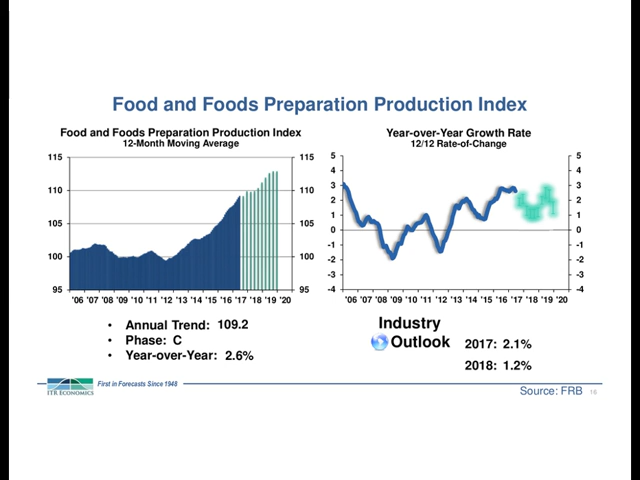 Food and Foods Preparation Production Index
Food and Foods Preparation Production Index
12-Month Moving Average
115 115
110 110
105 105
100 100
95 95
'06 '07 '08 '09 '10 '11 '12 '13 '14 '15 '16 '17 '18 '19 '20
Year-over-Year Growth Rate
12/12 Rate-of-Change
5 5
4 4
3 3
2 2
1 1
0 0
-1 -1
-2 -2
-3 -3
-4 -4
'06 '07 '08 '09 '10 '11 '12 '13 '14 '15 '16 '17 '18 '19 '20
• Annual Trend: 109.2
• Phase: C
• Year-over-Year: 2.6%
Industry
Outlook
2017: 2.1%
2018: 1.2%
ITR ECONOMICS
First in Forecasts Since 1948
Source: FRB
16